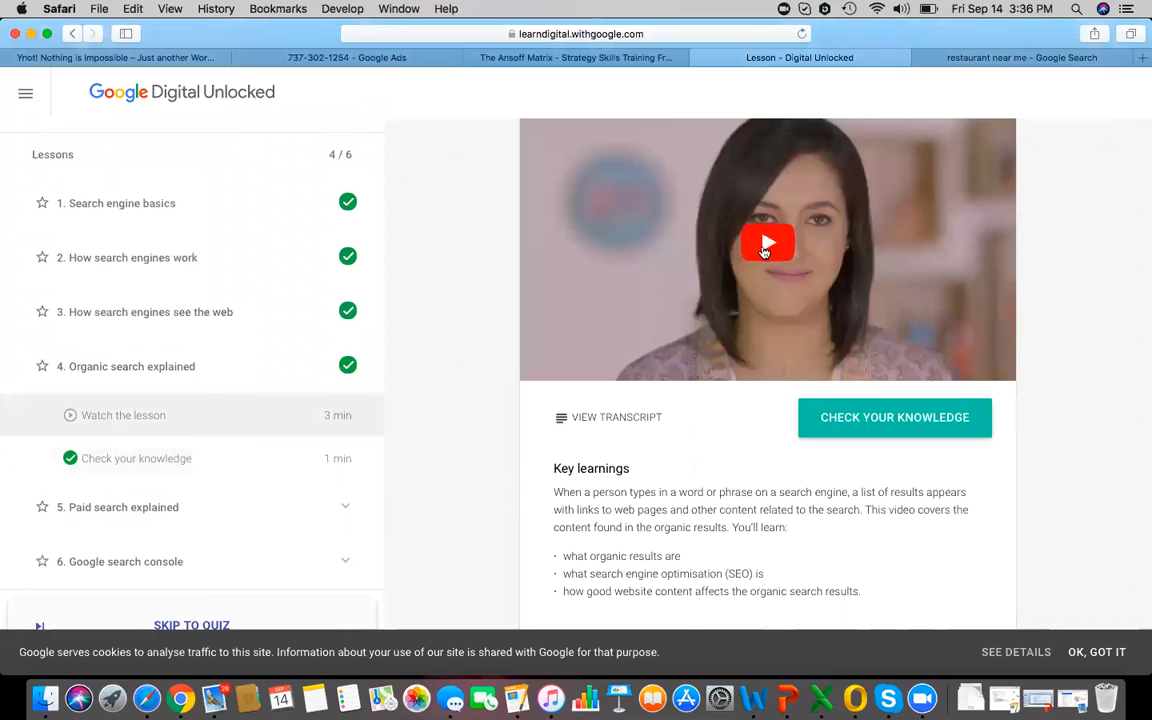 Safari File Edit View History Bookmarks Develop Window Help Fri Sep 14 3:36 PM
learndigital.withgoogle.com
Ynot! Nothing is Impossible – Just another Wor... 737-302-1254 - Google Ads The Ansoff Matrix - Strategy Skills Training Fr... Lesson - Digital Unlocked restaurant near me - Google Search
Google Digital Unlocked
Lessons 4 / 6
1. Search engine basics
2. How search engines work
3. How search engines see the web
4. Organic search explained
Watch the lesson 3 min
Check your knowledge 1 min
5. Paid search explained
6. Google search console
SKIP TO QUIZ
VIEW TRANSCRIPT CHECK YOUR KNOWLEDGE
Key learnings
When a person types in a word or phrase on a search engine, a list of results appears
with links to web pages and other content related to the search. This video covers the
content found in the organic results. You'll learn:
· what organic results are
· what search engine optimisation (SEO) is
· how good website content affects the organic search results.
Google serves cookies to analyse traffic to this site. Information about your use of our site is shared with Google for that purpose. SEE DETAILS OK, GOT IT